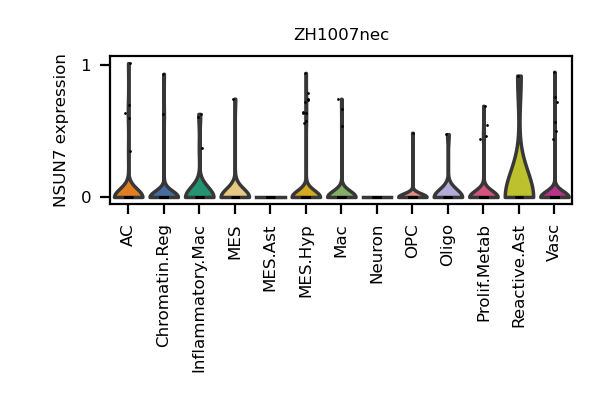 ZH1007nec
NSUN7 expression
1
0
AC
Chromatin.Reg
Inflammatory.Mac
MES
MES.Ast
MES.Hyp
Mac
Neuron
OPC
Oligo
Prolif.Metab
Reactive.Ast
Vasc